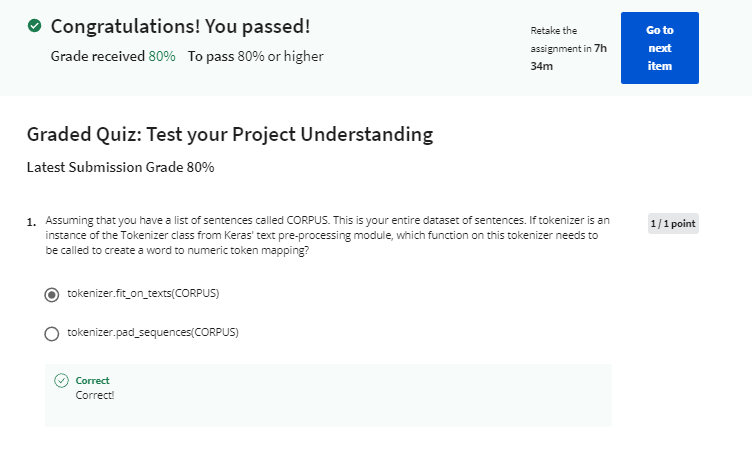 Congratulations! You passed!
Grade received 80% To pass 80% or higher
Retake the
assignment in 7h
34m
Go to
next
item
Graded Quiz: Test your Project Understanding
Latest Submission Grade 80%
1. Assuming that you have a list of sentences called CORPUS. This is your entire dataset of sentences. If tokenizer is an
instance of the Tokenizer class from Keras' text pre-processing module, which function on this tokenizer needs to
be called to create a word to numeric token mapping?
1 / 1 point
tokenizer.fit_on_texts(CORPUS)
tokenizer.pad_sequences(CORPUS)
Correct
Correct!